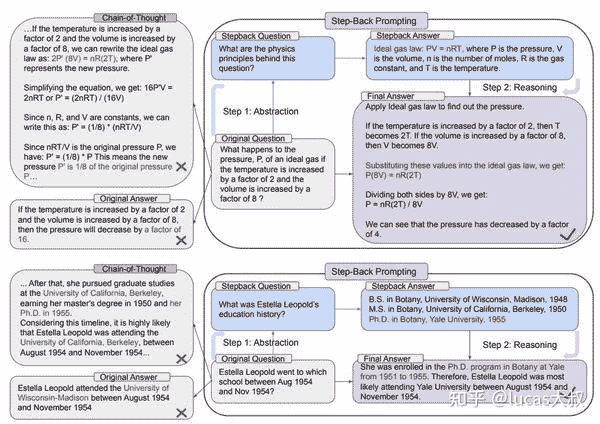 Chain-of-Thought
...If the temperature is increased by a
factor of 2 and the volume is increased
by a factor of 8, we can rewrite the ideal
gas law as: 2P' (8V) = nR(2T), where P'
represents the new pressure.
Simplifying the equation, we get: 16P'V =
2nRT or P' = (2nRT) / (16V)
Since n, R, and V are constants, we can
write this as: P' = (1/8) * (nRT/V)
Since nRT/V is the original pressure P, we
have: P' = (1/8) * P This means the new
pressure P' is 1/8 of the original pressure
P...
Original Answer
If the temperature is increased by a factor of 2
and the volume is increased by a factor of 8,
then the pressure will decrease by a factor of
16.
Step-Back Prompting
Stepback Question
What are the physics
principles behind this
question?
Stepback Answer
Ideal gas law: PV = nRT, where P is the pressure, V
is the volume, n is the number of moles, R is the gas
constant, and T is the temperature.
Step 1: Abstraction
Step 2: Reasoning
Original Question
What happens to the
pressure, P, of an ideal gas if
the temperature is increased
by a factor of 2 and the
volume is increased by a
factor of 8 ?
Final Answer
Apply Ideal gas law to find out the pressure.
If the temperature is increased by a factor of 2, then T
becomes 2T. If the volume is increased by a factor of 8,
then V becomes 8V.
Substituting these values into the ideal gas law, we get:
P(8V) = nR(2T)
Dividing both sides by 8V, we get:
P = nR(2T) / 8V
We can see that the pressure has decreased by a factor
of 4.
Chain-of-Thought
... After that, she pursued graduate studies
at the University of California, Berkeley,
earning her master's degree in 1950 and her
Ph.D. in 1955.
Considering this timeline, it is highly likely
that Estella Leopold was attending the
University of California, Berkeley, between
August 1954 and November 1954...
Original Answer
Estella Leopold attended the University of
Wisconsin-Madison between August 1954
and November 1954
Step-Back Prompting
Stepback Question
What was Estella Leopold's
education history?
Stepback Answer
B.S. in Botany, University of Wisconsin, Madison, 1948
M.S. in Botany, University of California, Berkeley, 1950
Ph.D. in Botany, Yale University, 1955
Step 1: Abstraction
Step 2: Reasoning
Original Question
Estella Leopold went to which
school between Aug 1954
and Nov 1954?
Final Answer
She was enrolled in the Ph.D. program in Botany at Yale
from 1951 to 1955. Therefore, Estella Leopold was most
likely attending Yale University between August 1954 and
November 1954.
知乎 @lucas大叔